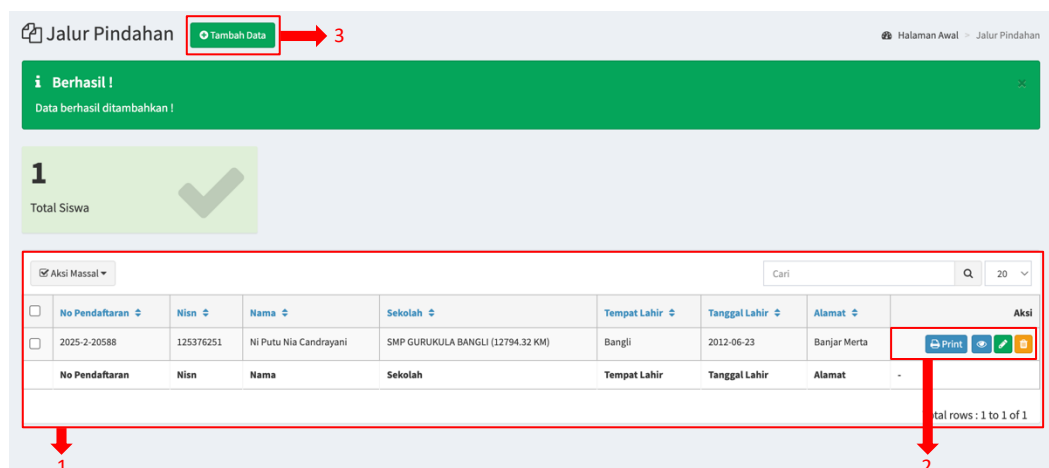 Jalur Pindahan Tambah Data 3 Halaman Awal > Jalur Pindahan
Berhasil !
Data berhasil ditambahkan !
1
Total Siswa
Aksi Massal Cari 20
No Pendaftaran Nisn Nama Sekolah Tempat Lahir Tanggal Lahir Alamat Aksi
2025-2-20588 125376251 Ni Putu Nia Candrayani SMP GURUKULA BANGLI (12794.32 KM) Bangli 2012-06-23 Banjar Merta Print
No Pendaftaran Nisn Nama Sekolah Tempat Lahir Tanggal Lahir Alamat -
Total rows : 1 to 1 of 1
1 2